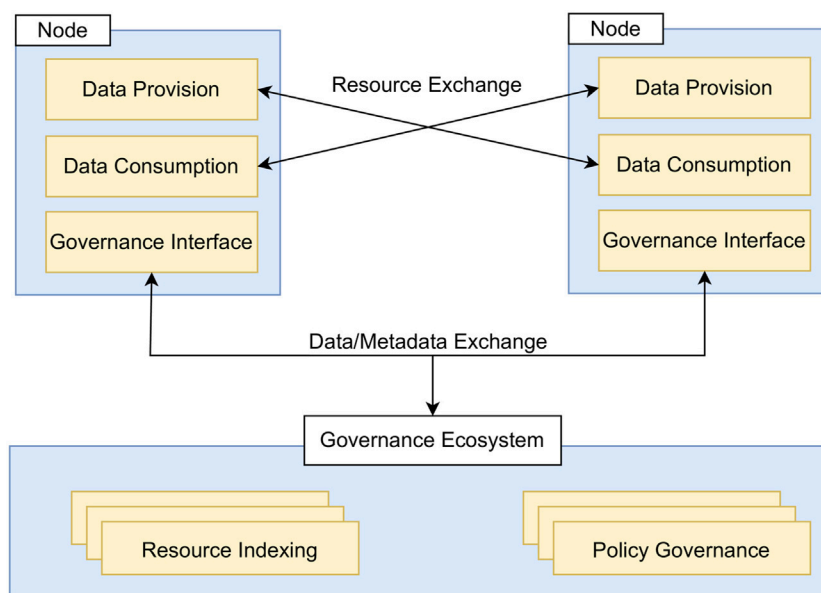 Node
Node
Data Provision
Resource Exchange
Data Provision
Data Consumption
Data Consumption
Governance Interface
Governance Interface
Data/Metadata Exchange
Governance Ecosystem
Resource Indexing
Policy Governance